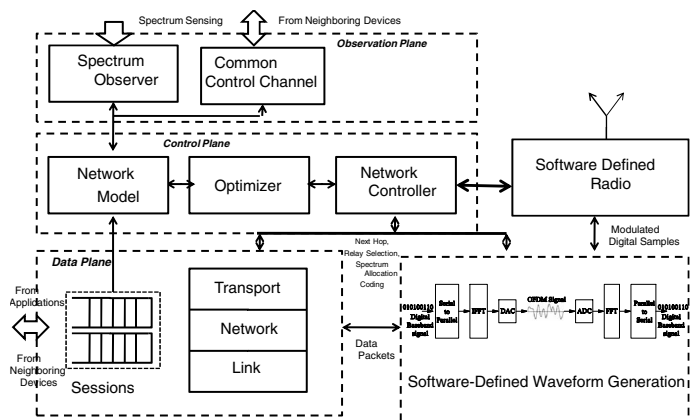 Spectrum Sensing
From Neighboring Devices
Observation Plane
Spectrum
Observer
Common
Control Channel
Control Plane
Network
Model
Optimizer
Network
Controller
Software Defined
Radio
Modulated
Digital Samples
Next Hop,
Relay Selection,
Spectrum
Allocation
Coding
Data Plane
From
Applications
From
Neighboring
Devices
Sessions
Transport
Network
Link
Data
Packets
010100110
Digital
Baseband
signal
Serial
to
Parallel
IFFT
DAC
OFDM Signal
ADC
FFT
Parallel
to
Serial
010100110
Digital
Baseband
signal
Software-Defined Waveform Generation